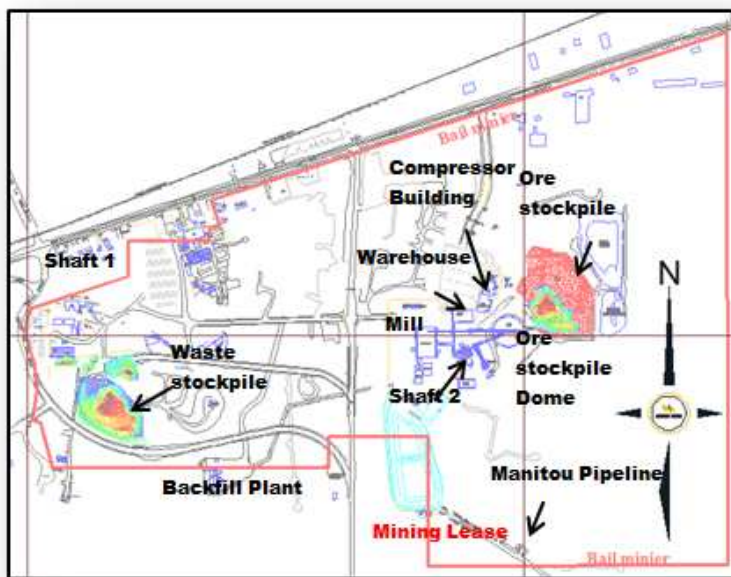 Bail minier
Compressor
Building
Ore
stockpile
Shaft 1
Warehouse
N
Mill
Waste
stockpile
Shaft 2
Ore
stockpile
Dome
Backfill Plant
Manitou Pipeline
Mining Lease
Bail minier